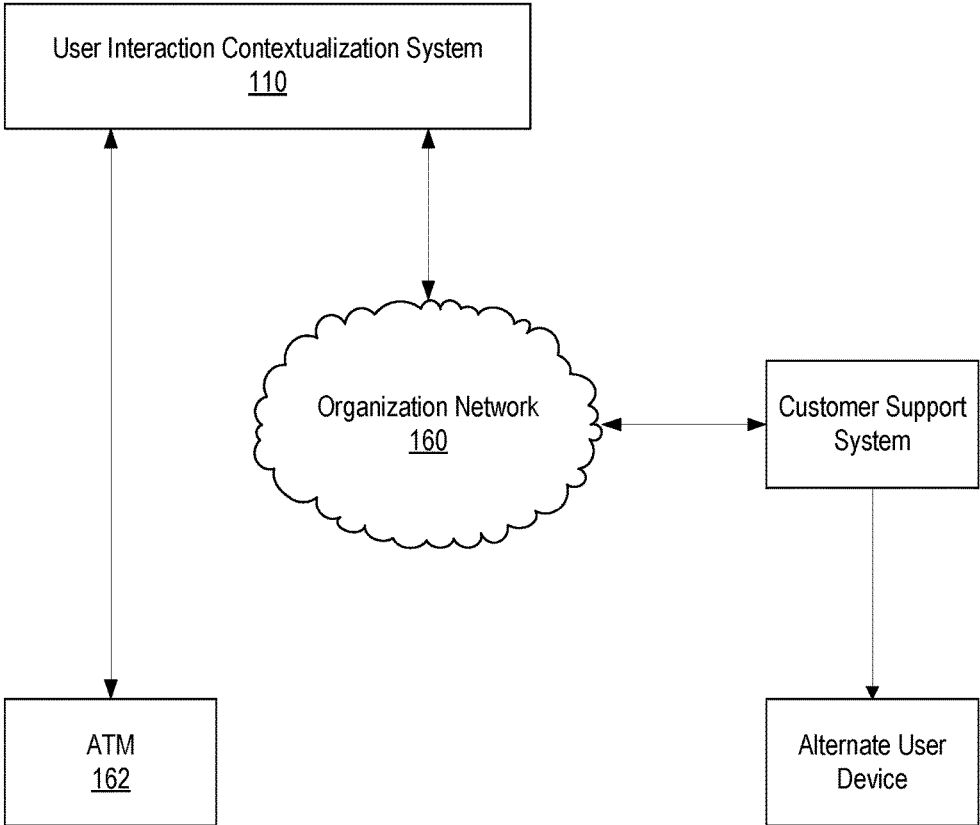 User Interaction Contextualization System
110
Organization Network
160
Customer Support
System
ATM
162
Alternate User
Device